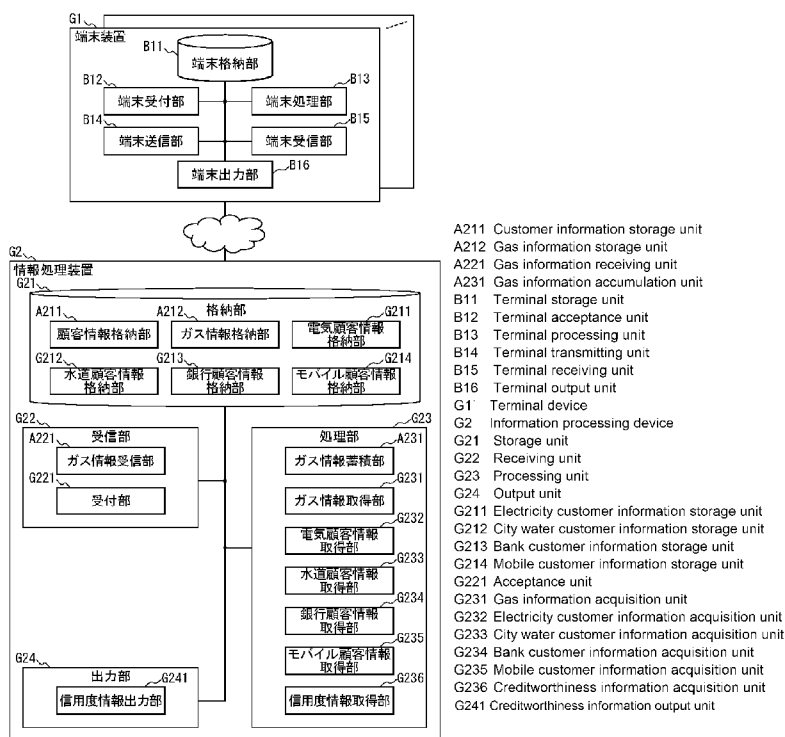 G1
端末装置
B11
端末格納部
B12
端末受付部
B13
端末処理部
B14
端末送信部
B15
端末受信部
B16
端末出力部
G2
情報処理装置
G21
格納部
A211
顧客情報格納部
A212
ガス情報格納部
G211
電気顧客情報
格納部
G212
水道顧客情報
格納部
G213
銀行顧客情報
格納部
G214
モバイル顧客情報
格納部
G22
受信部
A221
ガス情報受信部
G221
受付部
G23
処理部
A231
ガス情報蓄積部
G231
ガス情報取得部
G232
電気顧客情報
取得部
G233
水道顧客情報
取得部
G234
銀行顧客情報
取得部
G235
モバイル顧客情報
取得部
G236
信用度情報取得部
G24
出力部
G241
信用度情報出力部
A211 Customer information storage unit
A212 Gas information storage unit
A221 Gas information receiving unit
A231 Gas information accumulation unit
B11 Terminal storage unit
B12 Terminal acceptance unit
B13 Terminal processing unit
B14 Terminal transmitting unit
B15 Terminal receiving unit
B16 Terminal output unit
G1 Terminal device
G2 Information processing device
G21 Storage unit
G22 Receiving unit
G23 Processing unit
G24 Output unit
G211 Electricity customer information storage unit
G212 City water customer information storage unit
G213 Bank customer information storage unit
G214 Mobile customer information storage unit
G221 Acceptance unit
G231 Gas information acquisition unit
G232 Electricity customer information acquisition unit
G233 City water customer information acquisition unit
G234 Bank customer information acquisition unit
G235 Mobile customer information acquisition unit
G236 Creditworthiness information acquisition unit
G241 Creditworthiness information output unit